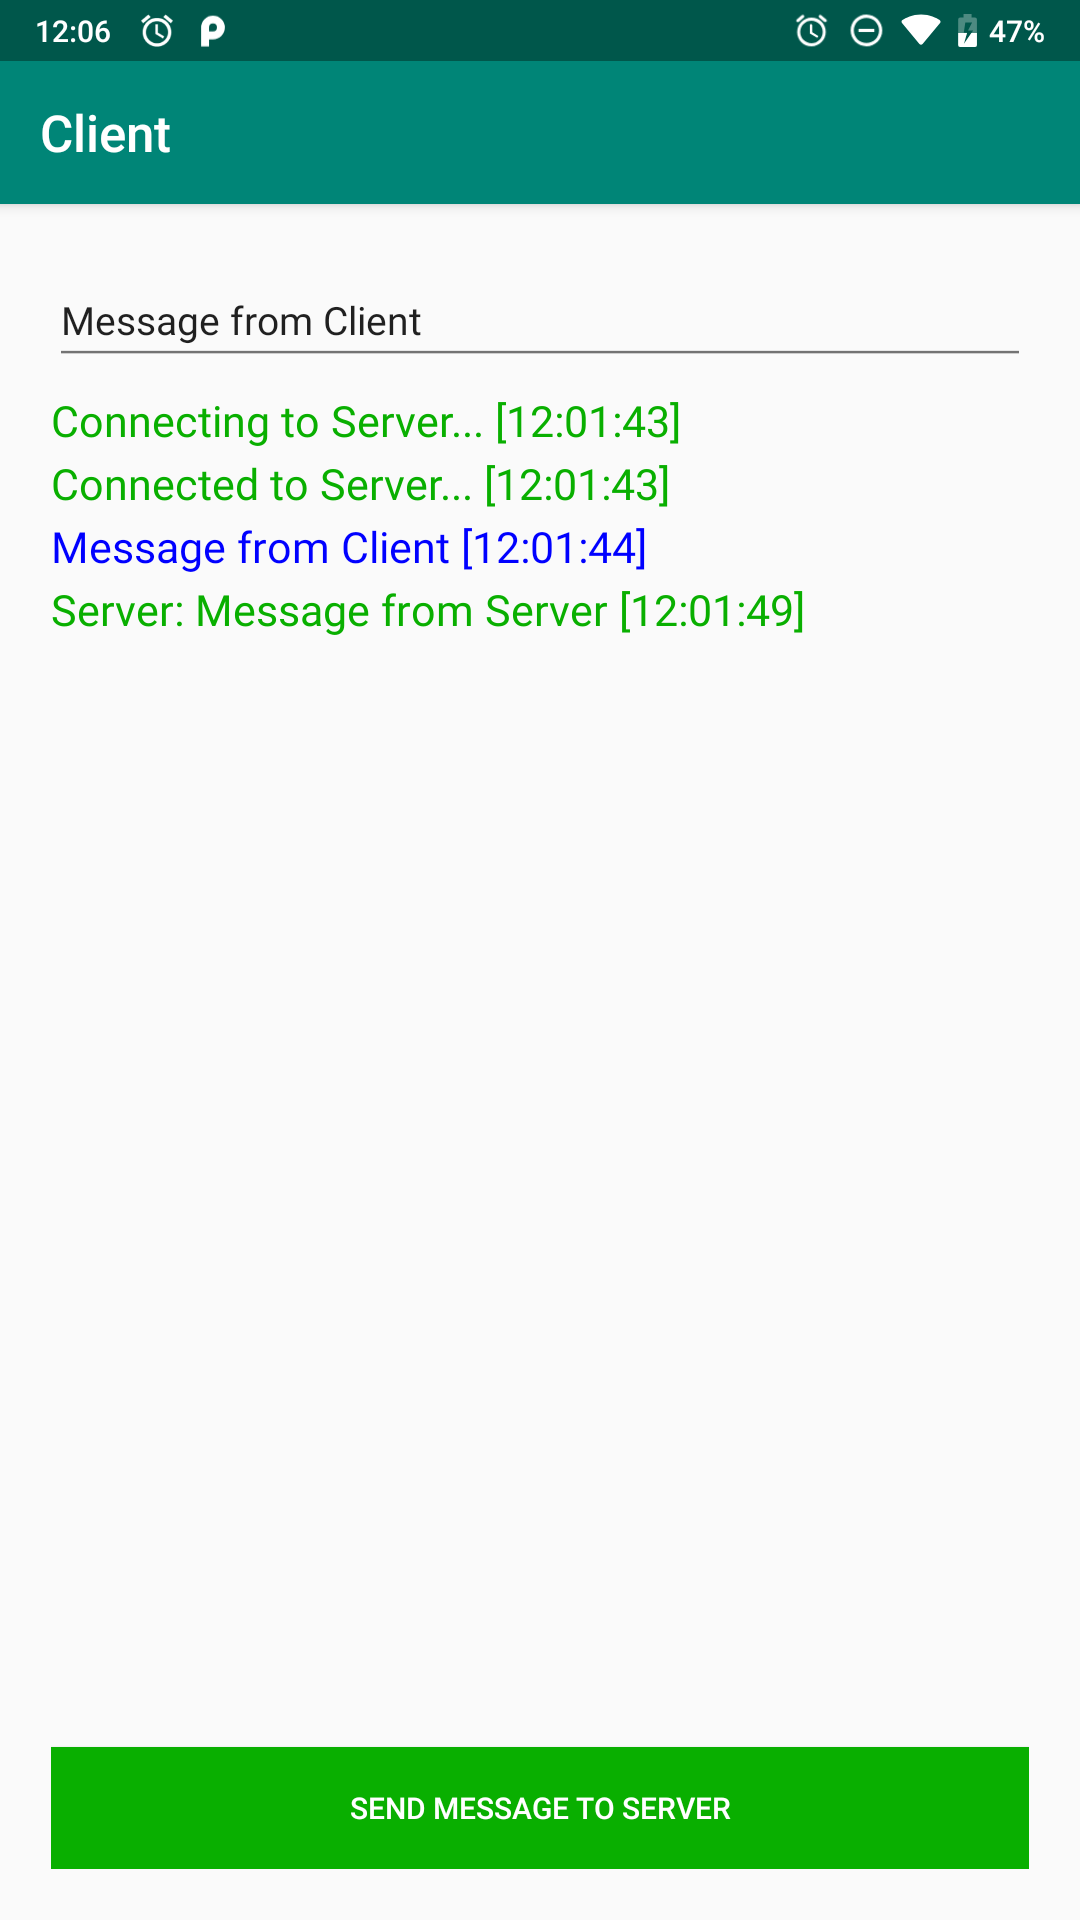 12:06 47%
Client
Message from Client
Connecting to Server... [12:01:43]
Connected to Server... [12:01:43]
Message from Client [12:01:44]
Server: Message from Server [12:01:49]
SEND MESSAGE TO SERVER